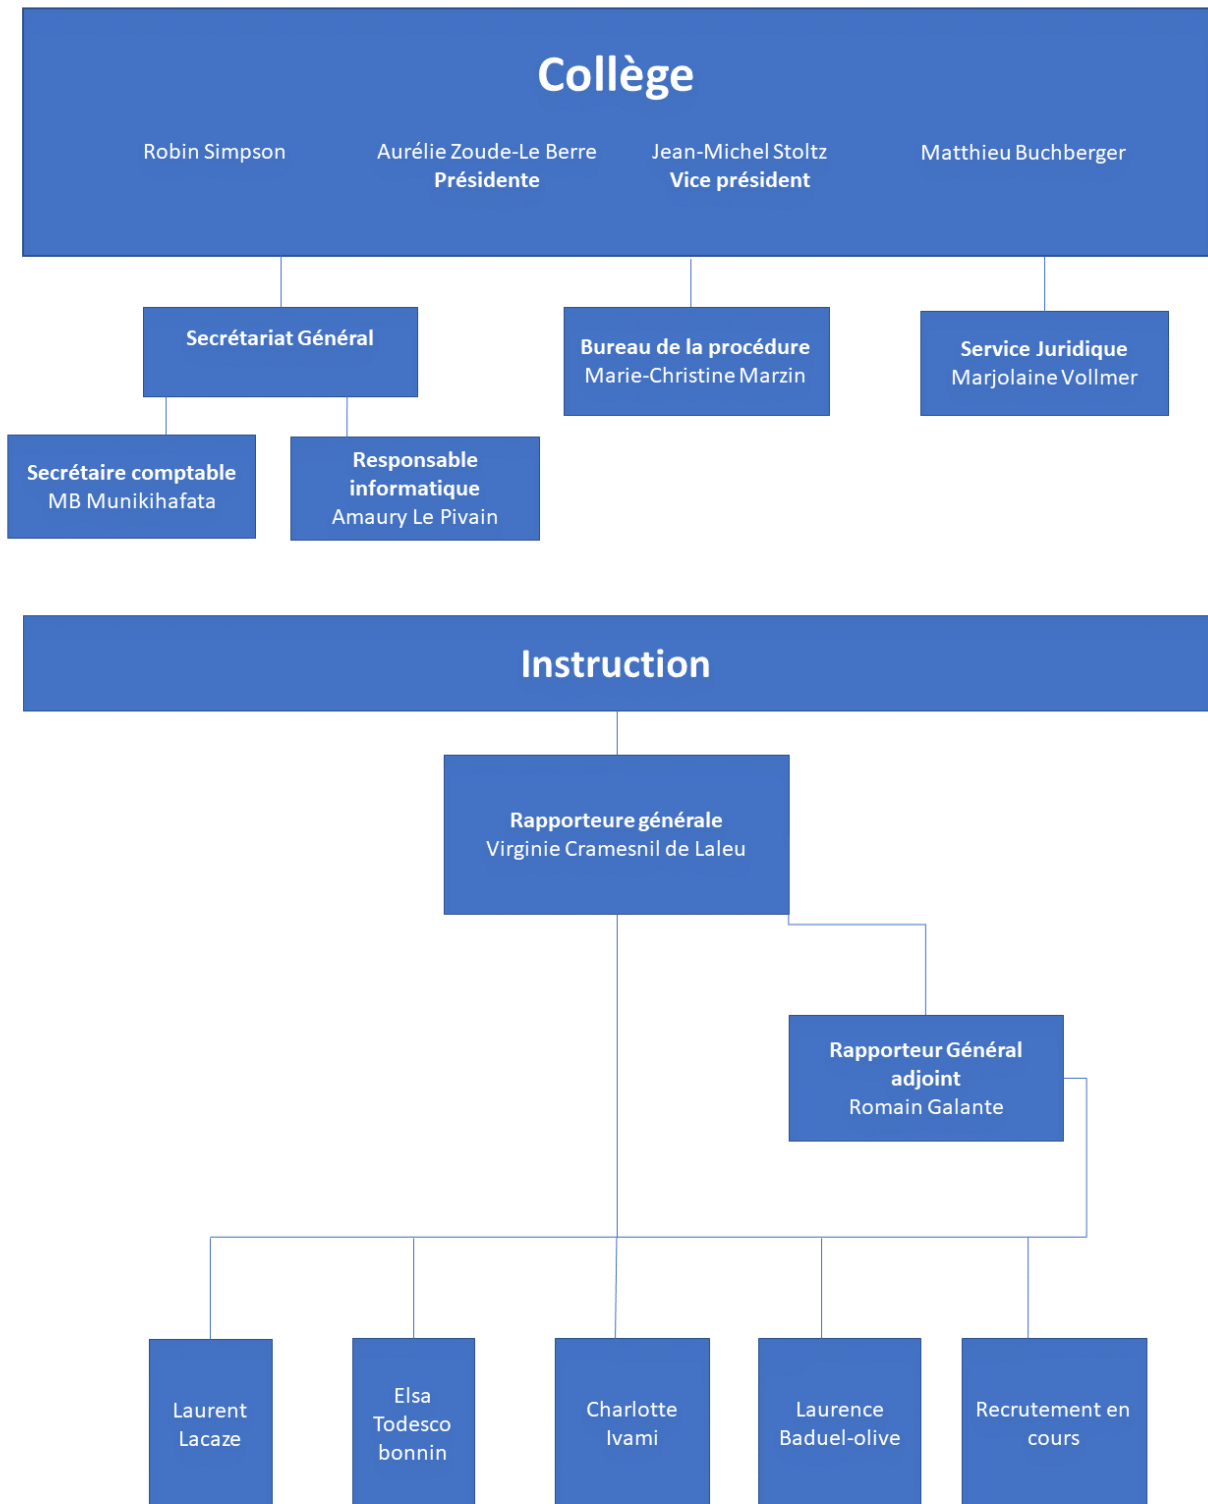 Collège
Robin Simpson
Aurélie Zoude-Le Berre
Présidente
Jean-Michel Stoltz
Vice président
Matthieu Buchberger
Secrétariat Général
Bureau de la procédure
Marie-Christine Marzin
Service Juridique
Marjolaine Vollmer
Secrétaire comptable
MB Munikihafata
Responsable
informatique
Amaury Le Pivain
Instruction
Rapporteure générale
Virginie Cramesnil de Laleu
Rapporteur Général
adjoint
Romain Galante
Laurent
Lacaze
Elsa
Todesco
bonnin
Charlotte
Ivami
Laurence
Baduel-olive
Recrutement en
cours